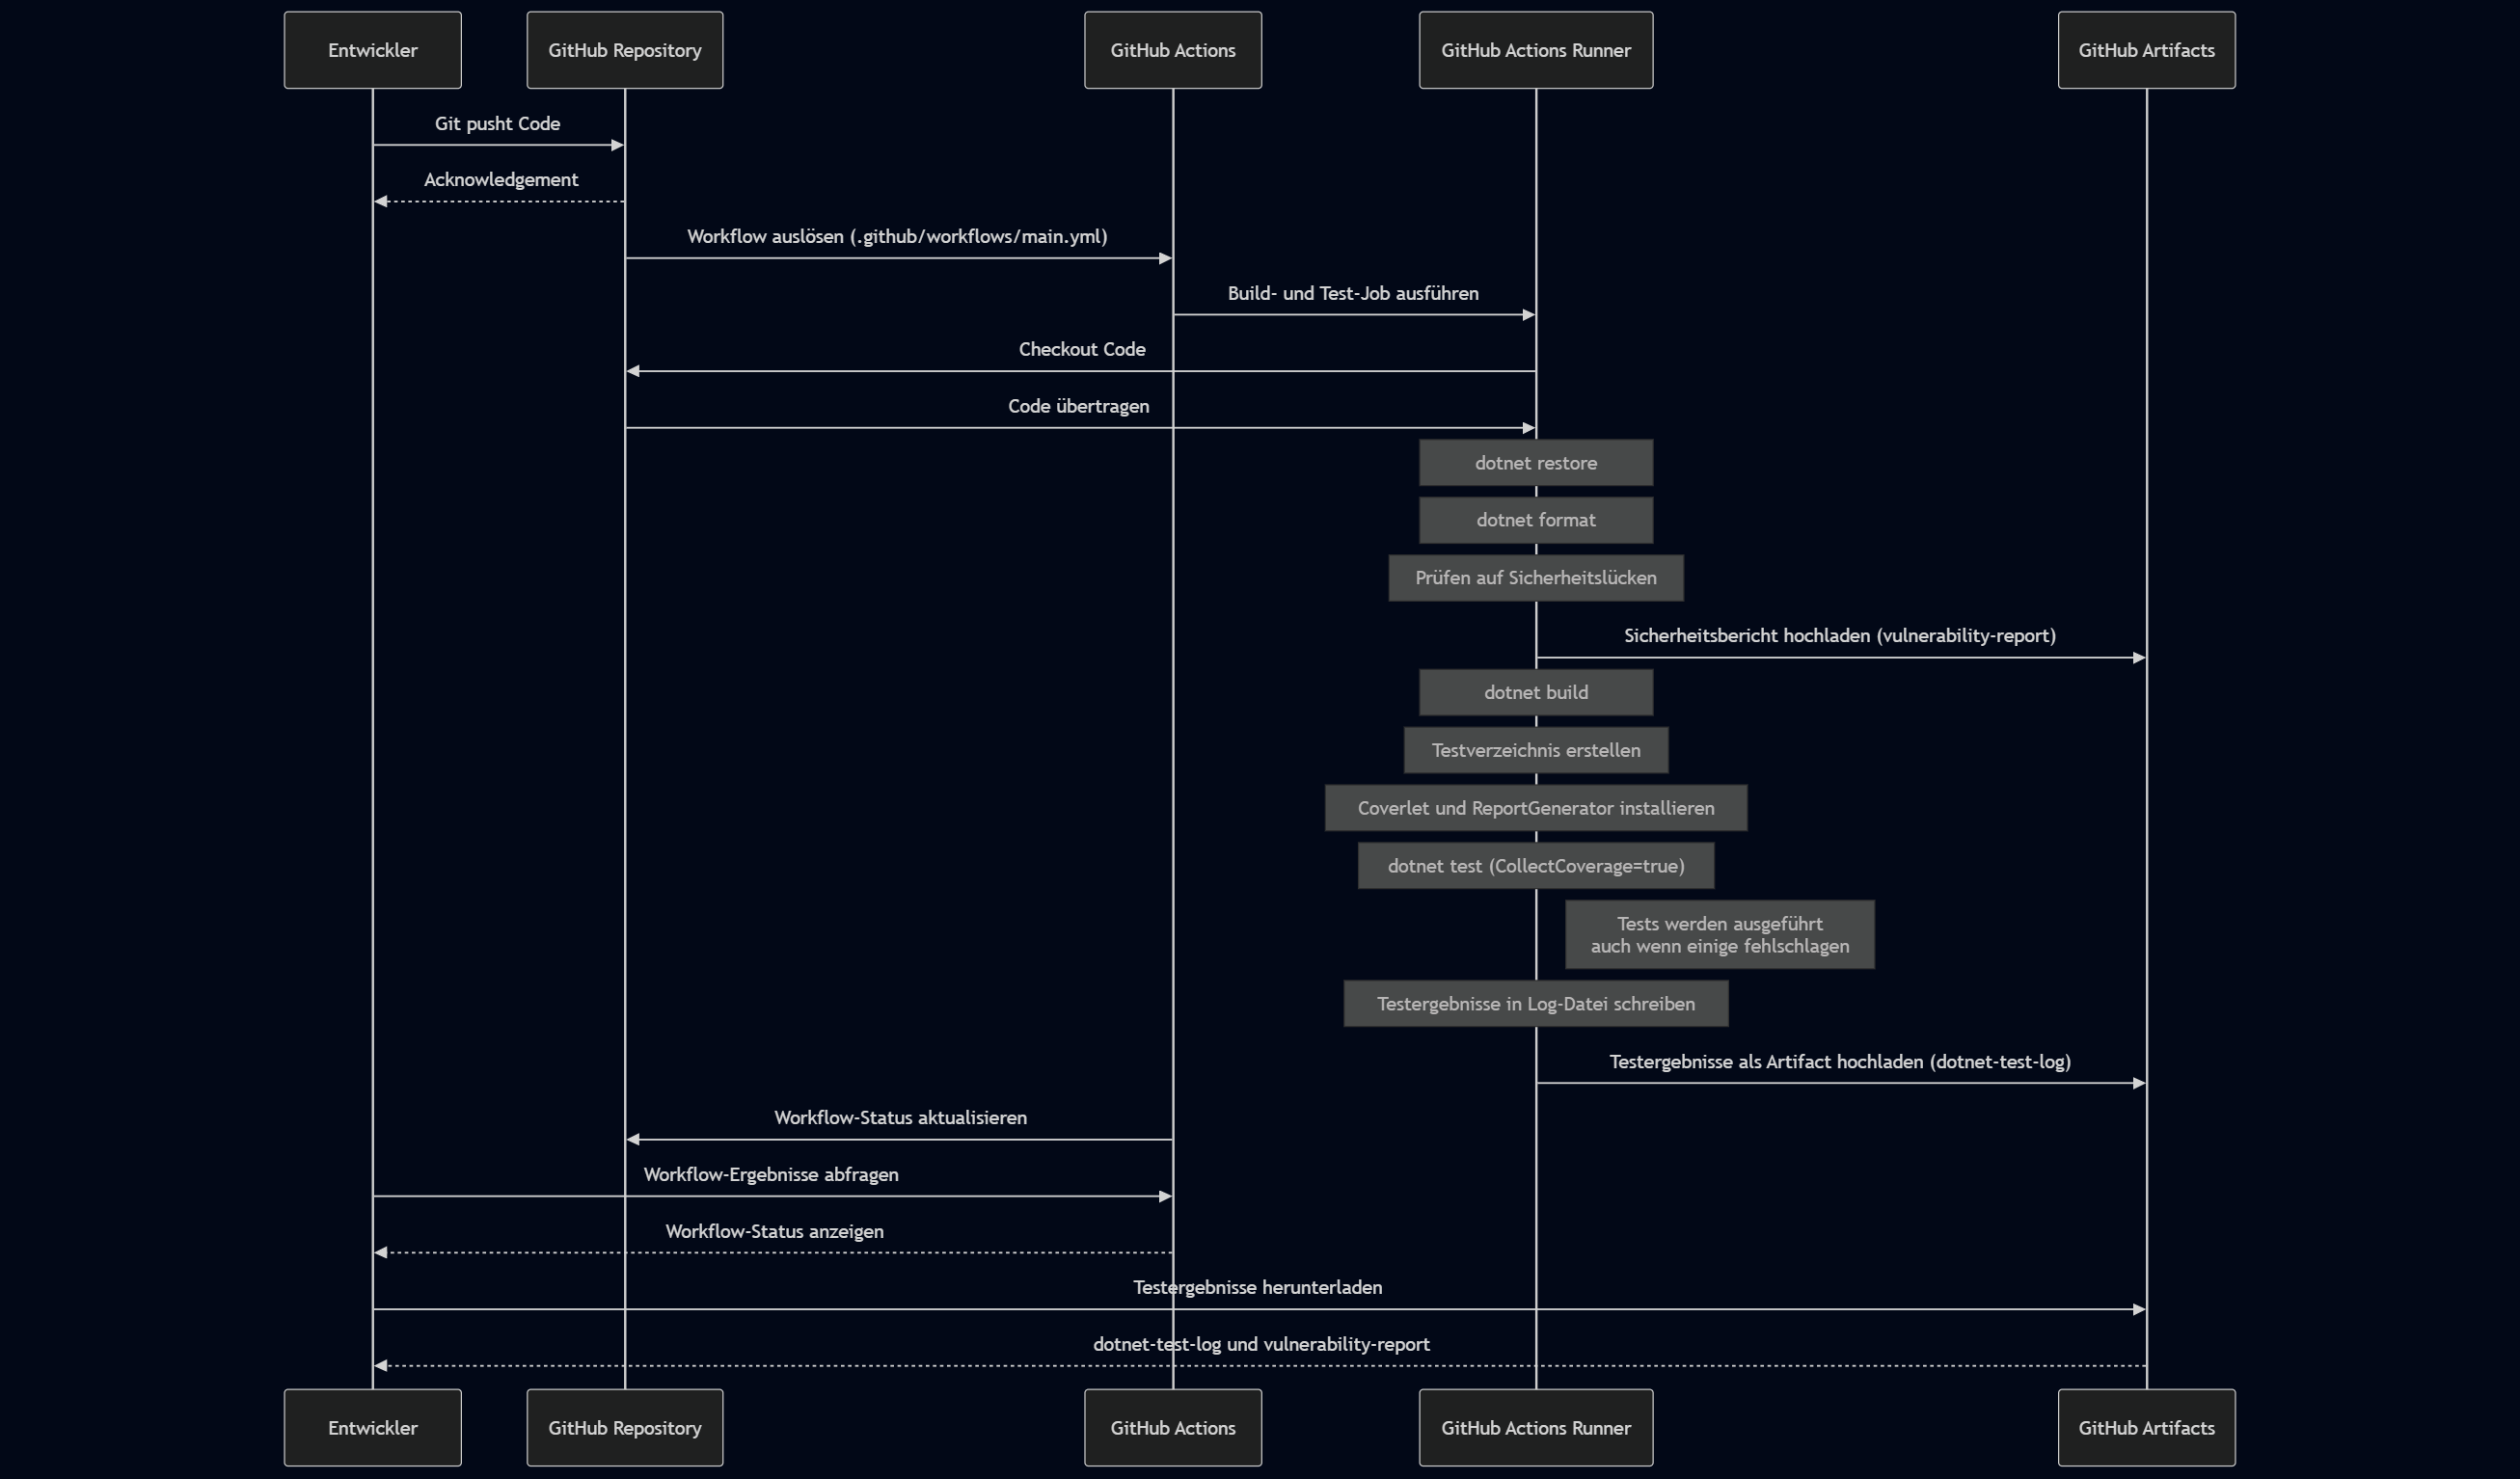 Entwickler
GitHub Repository
GitHub Actions
GitHub Actions Runner
GitHub Artifacts
Git pusht Code
Acknowledgement
Workflow auslösen (.github/workflows/main.yml)
Build- und Test-Job ausführen
Checkout Code
Code übertragen
dotnet restore
dotnet format
Prüfen auf Sicherheitslücken
Sicherheitsbericht hochladen (vulnerability-report)
dotnet build
Testverzeichnis erstellen
Coverlet und ReportGenerator installieren
dotnet test (CollectCoverage=true)
Tests werden ausgeführt
auch wenn einige fehlschlagen
Testergebnisse in Log-Datei schreiben
Testergebnisse als Artifact hochladen (dotnet-test-log)
Workflow-Status aktualisieren
Workflow-Ergebnisse abfragen
Workflow-Status anzeigen
Testergebnisse herunterladen
dotnet-test-log und vulnerability-report
Entwickler
GitHub Repository
GitHub Actions
GitHub Actions Runner
GitHub Artifacts